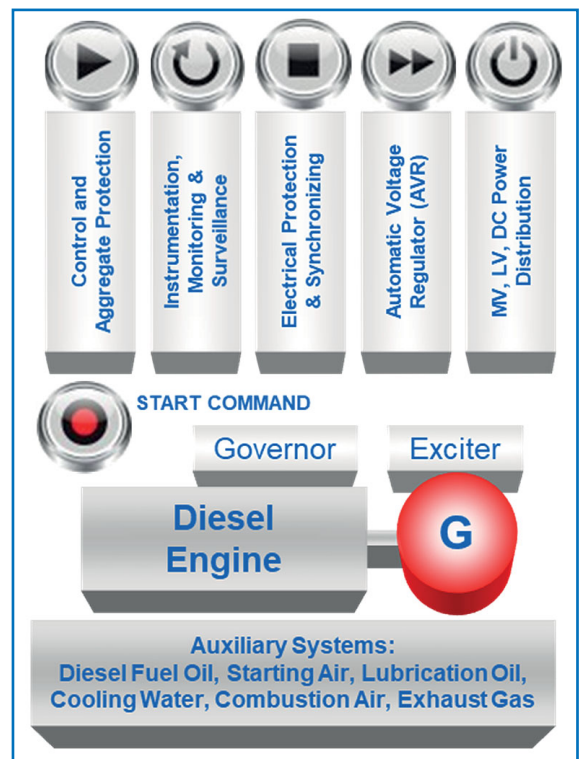 Control and
Aggregate Protection
Instrumentation,
Monitoring &
Surveillance
Electrical Protection
& Synchronizing
Automatic Voltage
Regulator (AVR)
MV, LV, DC Power
Distribution
START COMMAND
Governor
Exciter
Diesel
Engine
G
Auxiliary Systems:
Diesel Fuel Oil, Starting Air, Lubrication Oil,
Cooling Water, Combustion Air, Exhaust Gas